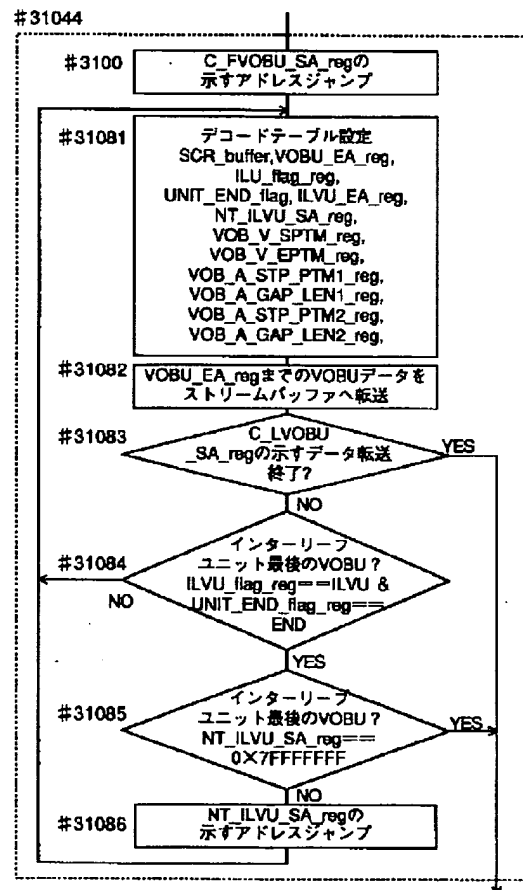 #31044
#3100
C_FVOBU_SA_regの
示すアドレスジャンプ
#31081
デコードテーブル設定
SCR_buffer,VOBU_EA_reg,
ILU_flag_reg,
UNIT_END_flag, ILVU_EA_reg,
NT_ILVU_SA_reg,
VOB_V_SPTM_reg,
VOB_V_EPTM_reg,
VOB_A_STP_PTM1_reg,
VOB_A_GAP_LEN1_reg,
VOB_A_STP_PTM2_reg,
VOB_A_GAP_LEN2_reg,
#31082
VOBU_EA_regまでのVOBUデータを
ストリームバッファへ転送
#31083
C_LVOBU
_SA_regの示すデータ転送
終了?
YES
NO
#31084
インターリーブ
ユニット最後のVOBU?
ILVU_flag_reg==ILVU &
UNIT_END_flag_reg==
END
NO
YES
#31085
インターリーブ
ユニット最後のVOBU?
NT_ILVU_SA_reg==
0×7FFFFFFF
YES
NO
#31086
NT_ILVU_SA_regの
示すアドレスジャンプ